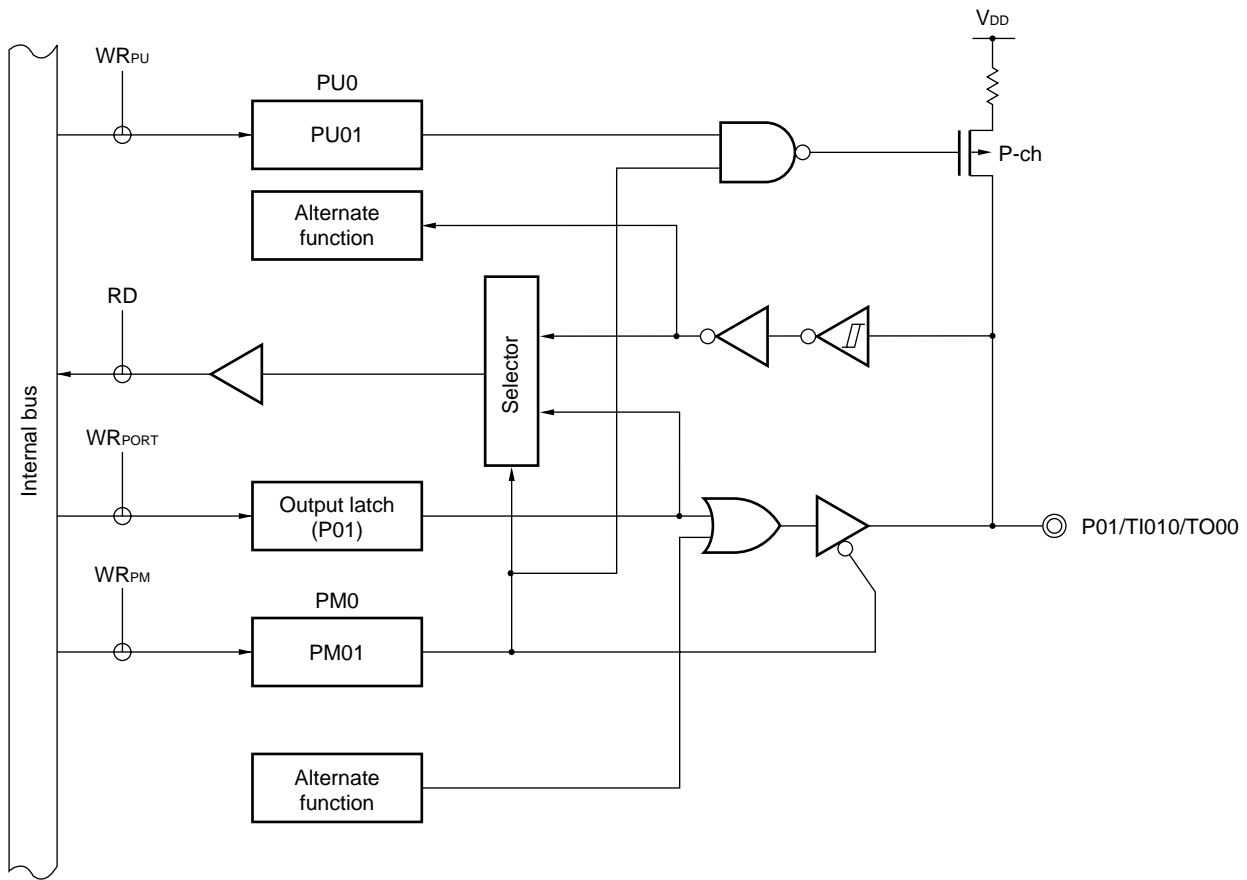 VDD
WRPU
PU0
PU01
P-ch
Alternate
function
RD
Selector
Internal bus
WRPORT
Output latch
(P01)
P01/TI010/TO00
WRPM
PM0
PM01
Alternate
function